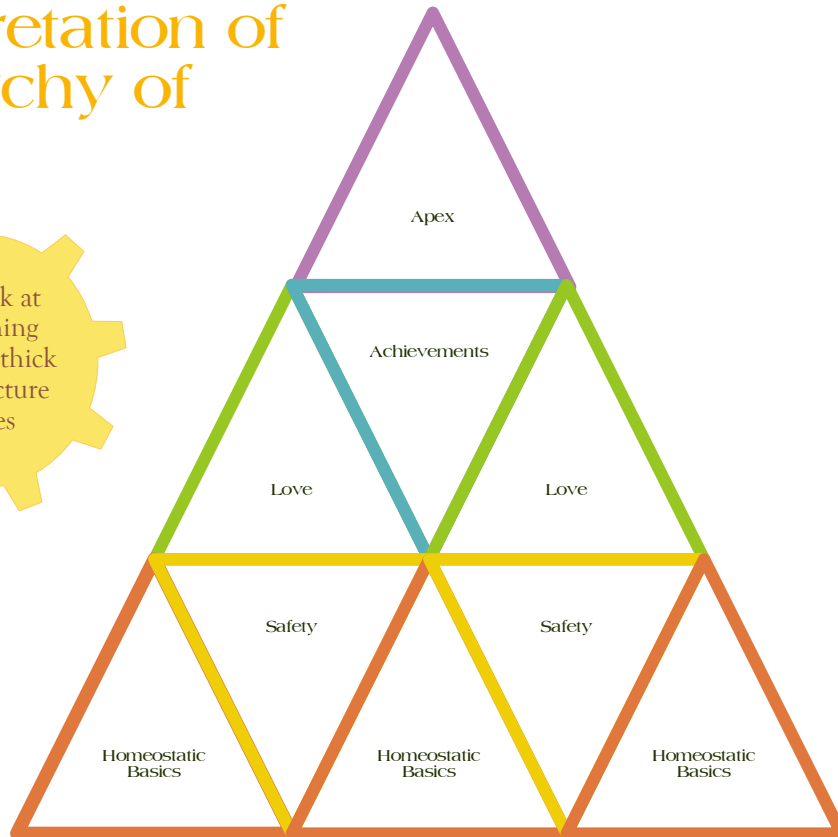 retation of
chy of
Apex
k at
ning
thick
cture
es
Achievements
Love
Love
Safety
Safety
Homeostatic
Basics
Homeostatic
Basics
Homeostatic
Basics